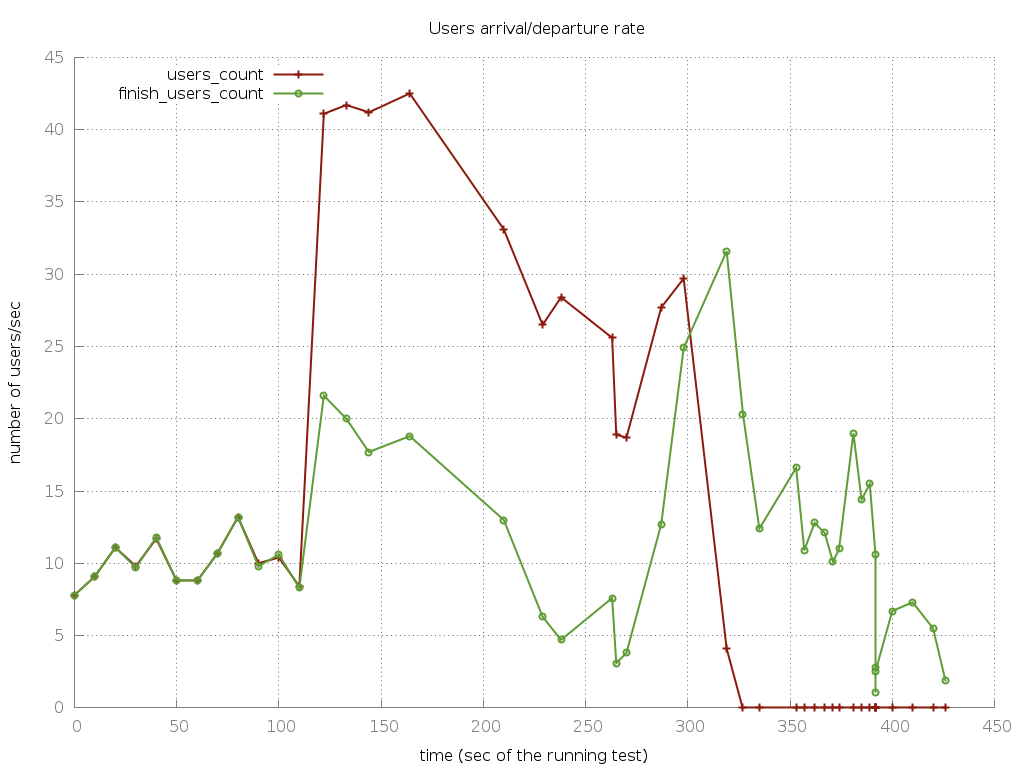 Users arrival/departure rate
users_count
finish_users_count
45
40
35
30
25
20
15
10
5
0
number of users/sec
0 50 100 150 200 250 300 350 400 450
time (sec of the running test)